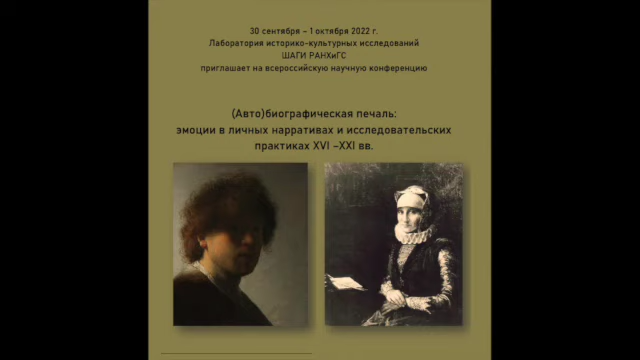 30 сентября – 1 октября 2022 г.
Лаборатория историко-культурных исследований
ШАГИ РАНХиГС
приглашает на всероссийскую научную конференцию
(Авто)биографическая печаль:
эмоции в личных нарративах и исследовательских
практиках XVI –XXI вв.